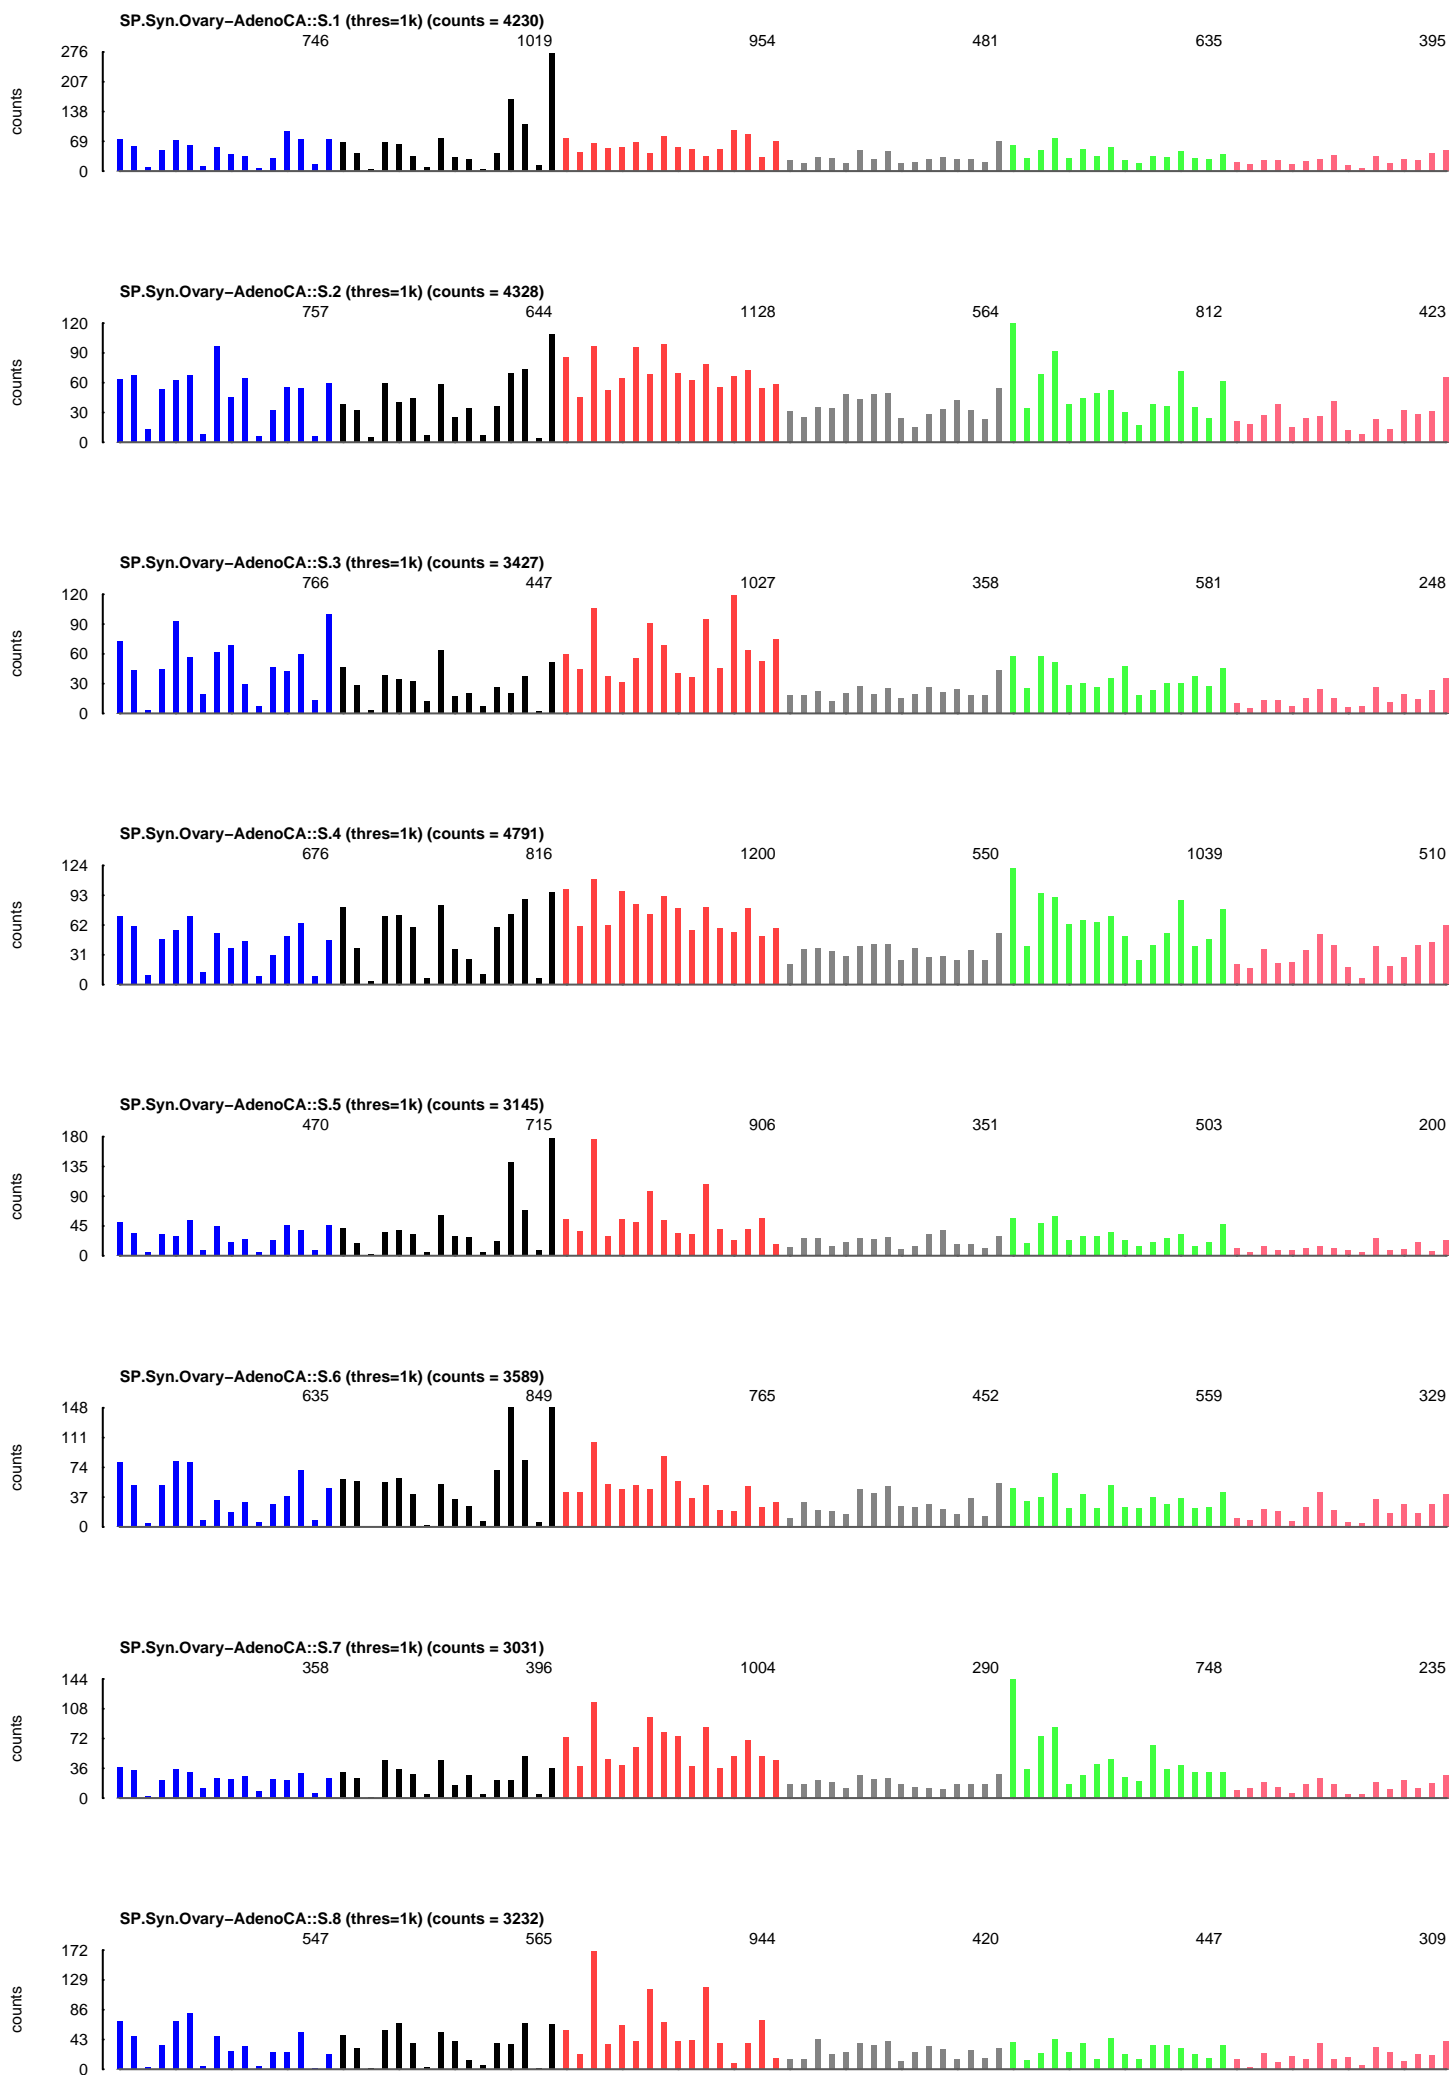 SP.Syn.Ovary−AdenoCA::S.1 (thres=1k) (counts = 4230)
746 1019 954 481 635 395
276
207
138
69
0
counts
SP.Syn.Ovary−AdenoCA::S.2 (thres=1k) (counts = 4328)
757 644 1128 564 812 423
120
90
60
30
0
counts
SP.Syn.Ovary−AdenoCA::S.3 (thres=1k) (counts = 3427)
766 447 1027 358 581 248
120
90
60
30
0
counts
SP.Syn.Ovary−AdenoCA::S.4 (thres=1k) (counts = 4791)
676 816 1200 550 1039 510
124
93
62
31
0
counts
SP.Syn.Ovary−AdenoCA::S.5 (thres=1k) (counts = 3145)
470 715 906 351 503 200
180
135
90
45
0
counts
SP.Syn.Ovary−AdenoCA::S.6 (thres=1k) (counts = 3589)
635 849 765 452 559 329
148
111
74
37
0
counts
SP.Syn.Ovary−AdenoCA::S.7 (thres=1k) (counts = 3031)
358 396 1004 290 748 235
144
108
72
36
0
counts
SP.Syn.Ovary−AdenoCA::S.8 (thres=1k) (counts = 3232)
547 565 944 420 447 309
172
129
86
43
0
counts